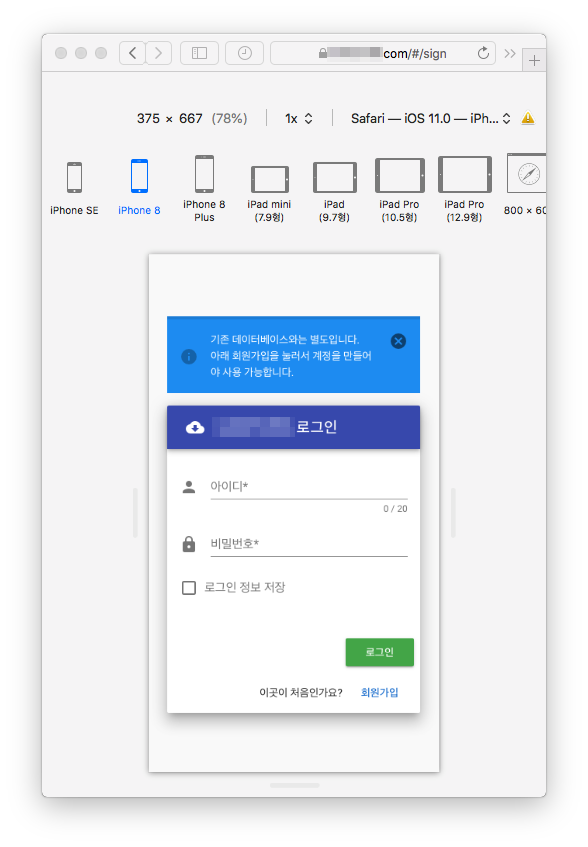 com/#/sign
375 × 667 (78%)
1x
Safari — iOS 11.0 — iPh...
iPhone SE
iPhone 8
iPhone 8
Plus
iPad mini
(7.9형)
iPad
(9.7형)
iPad Pro
(10.5형)
iPad Pro
(12.9형)
800 × 60
기존 데이터베이스와는 별도입니다.
아래 회원가입을 눌러서 계정을 만들어
야 사용 가능합니다.
로그인
아이디*
0 / 20
비밀번호*
로그인 정보 저장
로그인
이곳이 처음인가요? 회원가입